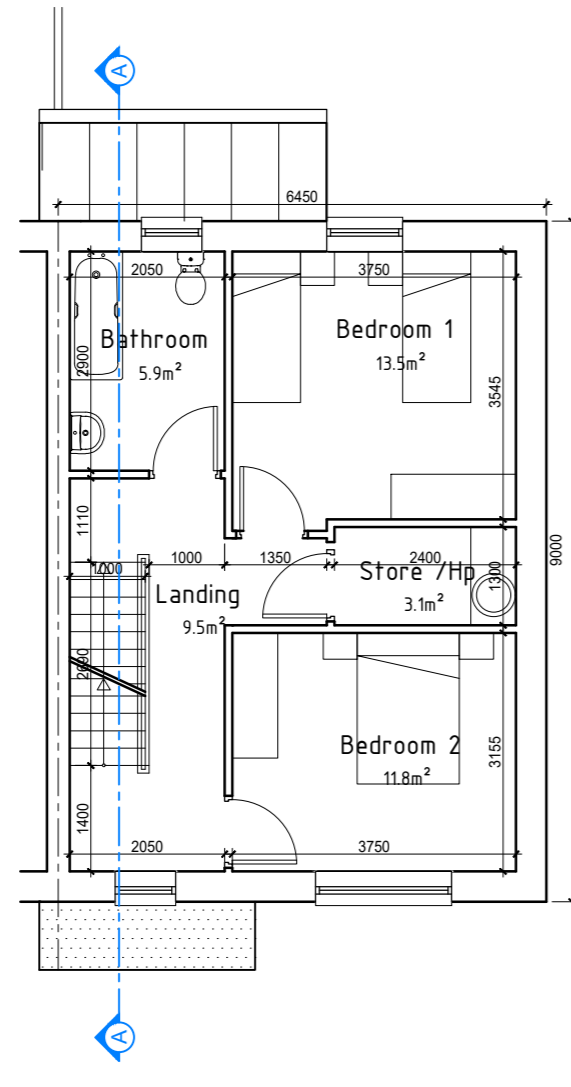 A
6450
2050
3750
Bathroom
5.9m²
Bedroom 1
13.5m²
2900
3545
1110
1000
1000
1350
2400
Store /Hp
3.1m²
1300
9000
Landing
9.5m²
2690
Bedroom 2
11.8m²
3155
1400
2050
3750
A